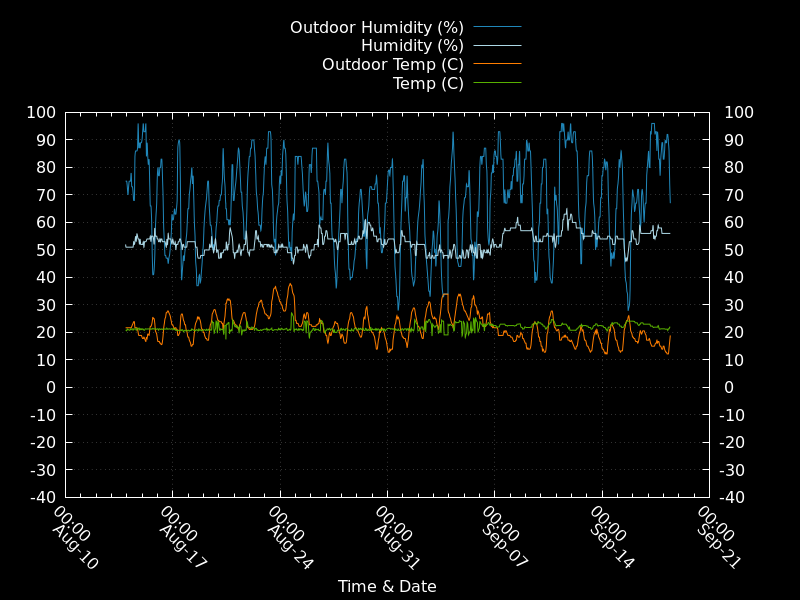 Outdoor Humidity (%)
Humidity (%)
Outdoor Temp (C)
Temp (C)
100 100
90 90
80 80
70 70
60 60
50 50
40 40
30 30
20 20
10 10
0 0
-10 -10
-20 -20
-30 -30
-40 -40
00:00 00:00 00:00 00:00 00:00 00:00 00:00
Aug-10 Aug-17 Aug-24 Aug-31 Sep-07 Sep-14 Sep-21
Time & Date